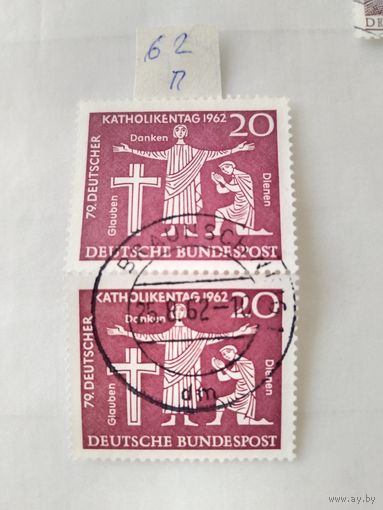 62
п
KATHOLIKENTAG 1962
20
Danken
79. DEUTSCHER
Glauben
Dienen
DEUTSCHE BUNDESPOST
KATHOLIKENTAG 1962
20
Danken
79. DEUTSCHER
Glauben
Dienen
DEUTSCHE BUNDESPOST
dm
www.ay.by